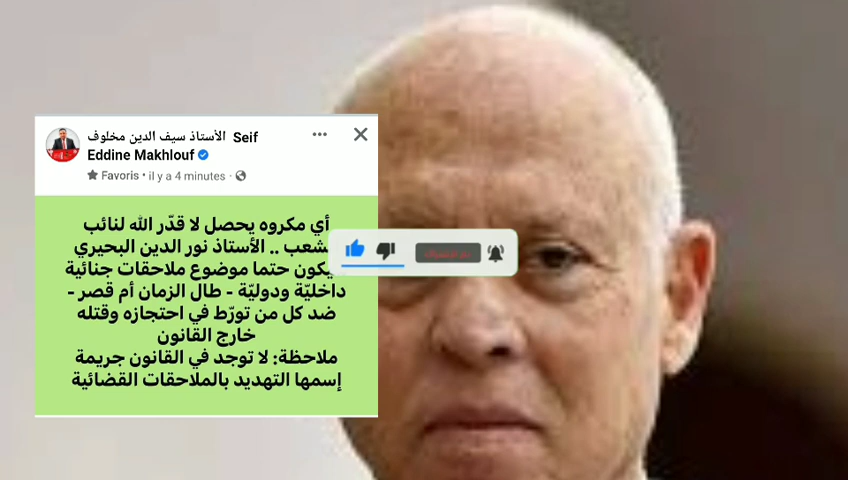 الأستاذ سيف الدين مخلوف Seif
Eddine Makhlouf
Favoris • il y a 4 minutes •
أي مكروه يحصل لا قدّر الله لنائب
.. الأستاذ نور الدين البحيري
حتما موضوع ملاحقات جنائية
داخليّة ودوليّة - طال الزمان أم قصر -
ضد كل من تورّط في احتجازه وقتله
خارج القانون
ملاحظة: لا توجد في القانون جريمة
إسمها التهديد بالملاحقات القضائية